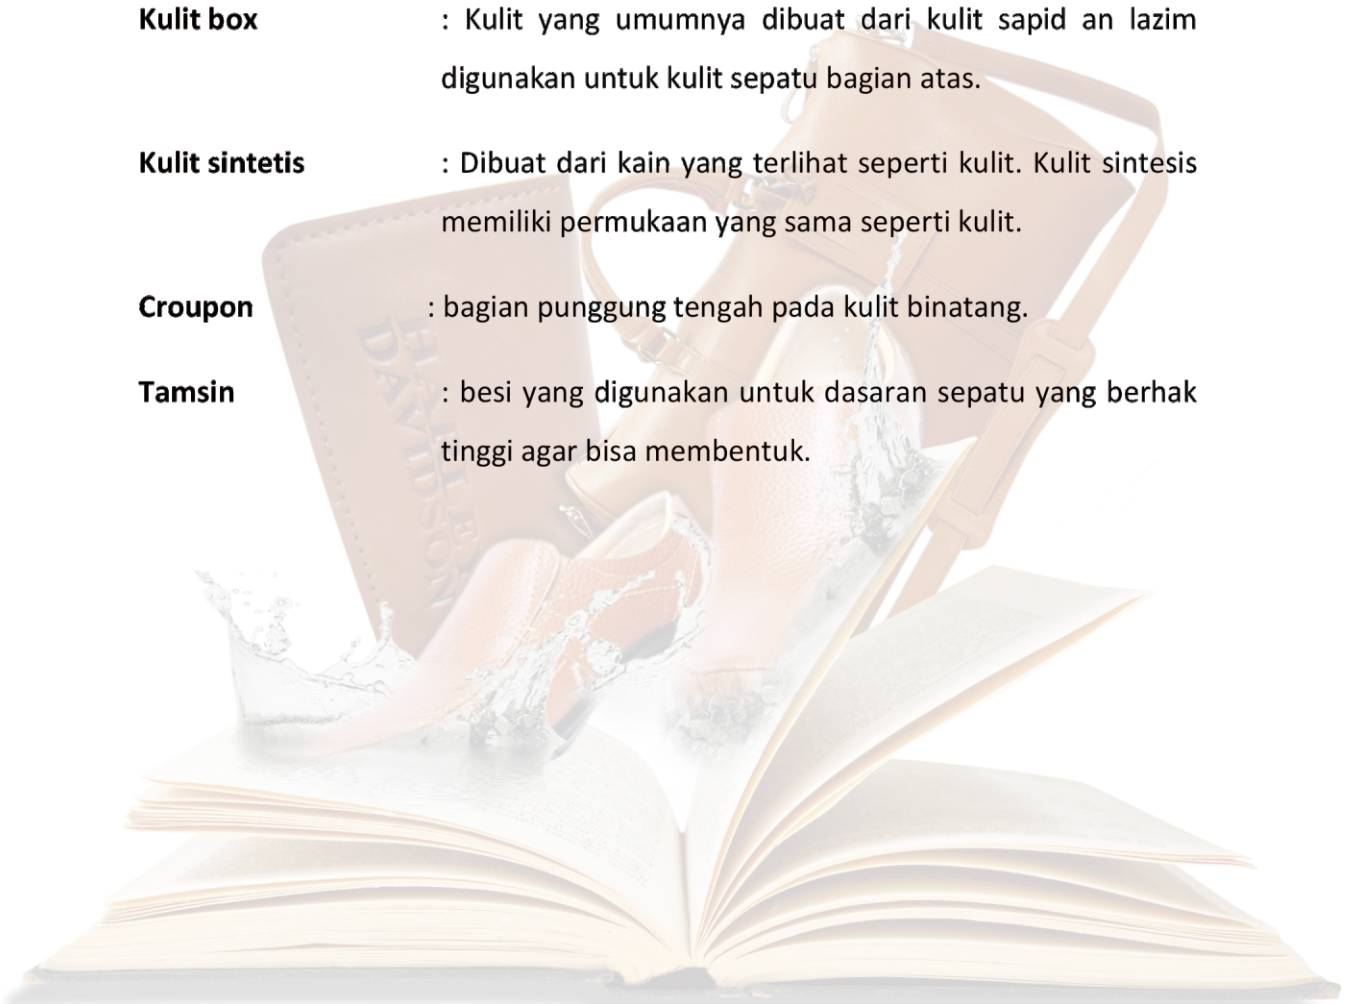 Kulit box : Kulit yang umumnya dibuat dari kulit sapid an lazim
digunakan untuk kulit sepatu bagian atas.
Kulit sintetis : Dibuat dari kain yang terlihat seperti kulit. Kulit sintesis
memiliki permukaan yang sama seperti kulit.
Croupon : bagian punggung tengah pada kulit binatang.
Tamsin : besi yang digunakan untuk dasaran sepatu yang berhak
tinggi agar bisa membentuk.
HARLEY
DAVIDSON